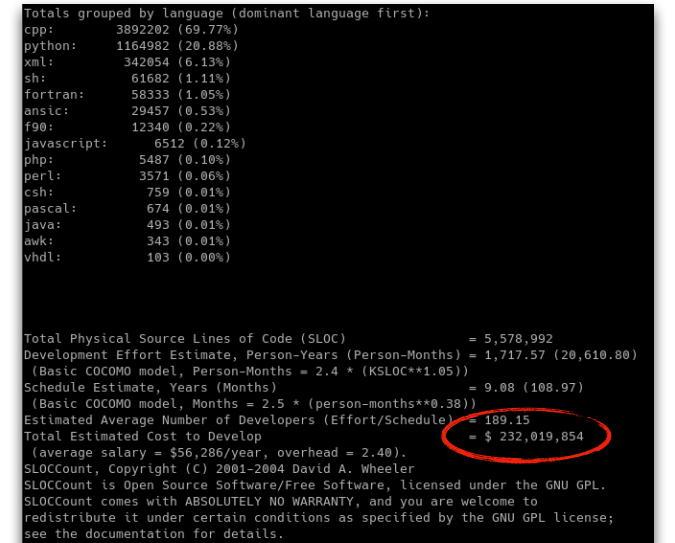 Totals grouped by language (dominant language first):
cpp: 3892202 (69.77%)
python: 1164982 (20.88%)
xml: 342054 (6.13%)
sh: 61682 (1.11%)
fortran: 58333 (1.05%)
ansic: 29457 (0.53%)
f90: 12340 (0.22%)
javascript: 6512 (0.12%)
php: 5487 (0.10%)
perl: 3571 (0.06%)
csh: 759 (0.01%)
pascal: 674 (0.01%)
java: 493 (0.01%)
awk: 343 (0.01%)
vhdl: 103 (0.00%)
Total Physical Source Lines of Code (SLOC) = 5,578,992
Development Effort Estimate, Person-Years (Person-Months) = 1,717.57 (20,610.80)
(Basic COCOMO model, Person-Months = 2.4 * (KSLOC**1.05))
Schedule Estimate, Years (Months) = 9.08 (108.97)
(Basic COCOMO model, Months = 2.5 * (person-months**0.38))
Estimated Average Number of Developers (Effort/Schedule) = 189.15
Total Estimated Cost to Develop = $ 232,019,854
(average salary = $56,286/year, overhead = 2.40).
SLOCCount, Copyright (C) 2001-2004 David A. Wheeler
SLOCCount is Open Source Software/Free Software, licensed under the GNU GPL.
SLOCCount comes with ABSOLUTELY NO WARRANTY, and you are welcome to
redistribute it under certain conditions as specified by the GNU GPL license;
see the documentation for details.